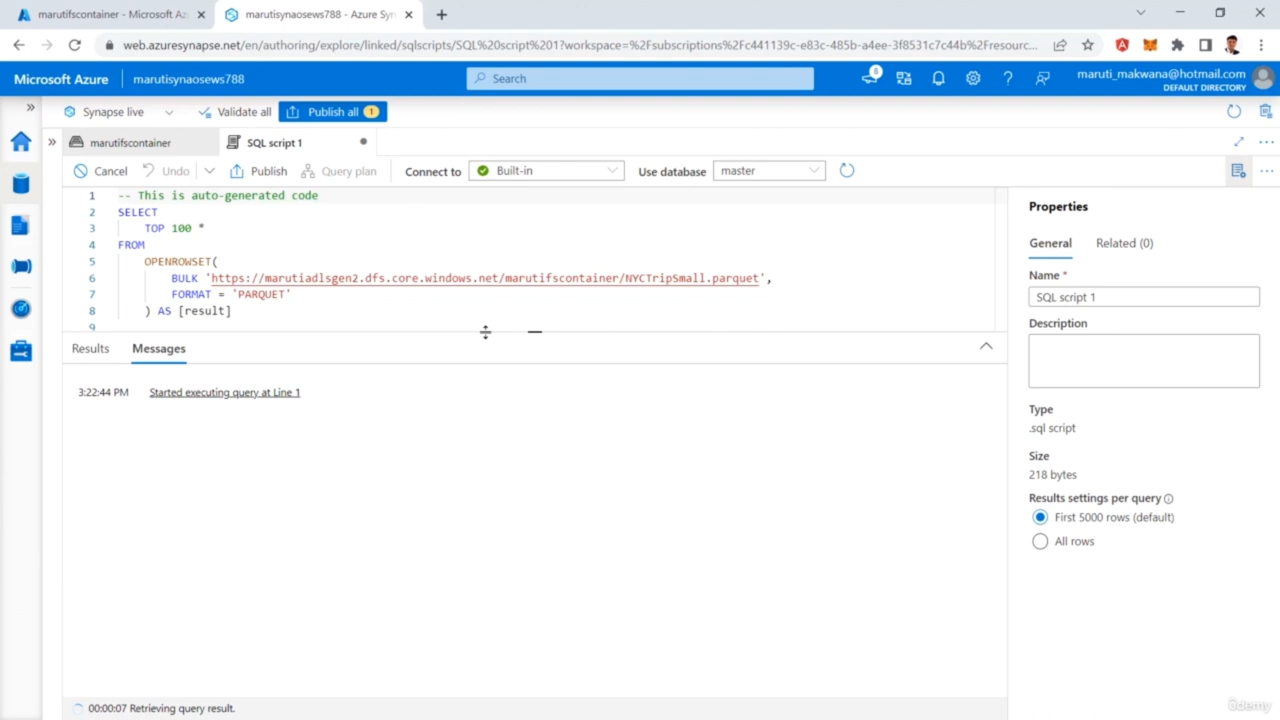 marutifscontainer - Microsoft Az
marutisynaosews788 - Azure Syn
web.azuresynapse.net/en/authoring/explore/linked/sqlscripts/SQL%20script%201?workspace=%2Fsubscriptions%2Fc441139c-e83c-485b-a4ee-3f8531c7c44b%2Fresourc...
Microsoft Azure
marutisynaosews788
Search
8
maruti_makwana@hotmail.com
DEFAULT DIRECTORY
Synapse live
Validate all
Publish all
1
marutifscontainer
SQL script 1
Cancel
Undo
Publish
Query plan
Connect to
Built-in
Use database
master
1 -- This is auto-generated code
2 SELECT
3 TOP 100 *
4 FROM
5 OPENROWSET(
6 BULK 'https://marutiadlsgen2.dfs.core.windows.net/marutifscontainer/NYCTripSmall.parquet',
7 FORMAT = 'PARQUET'
8 ) AS [result]
9
Results
Messages
3:22:44 PM Started executing query at Line 1
00:00:07 Retrieving query result.
Properties
General
Related (0)
Name *
SQL script 1
Description
Type
.sql script
Size
218 bytes
Results settings per query
First 5000 rows (default)
All rows
ûdemy